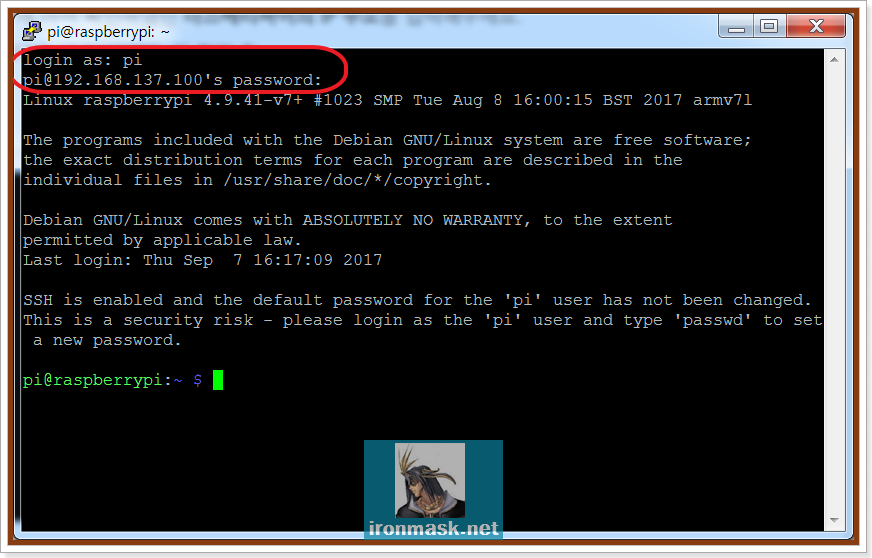 pi@raspberrypi: ~
login as: pi
pi@192.168.137.100's password:
Linux raspberrypi 4.9.41-v7+ #1023 SMP Tue Aug 8 16:00:15 BST 2017 armv7l
The programs included with the Debian GNU/Linux system are free software;
the exact distribution terms for each program are described in the
individual files in /usr/share/doc/*/copyright.
Debian GNU/Linux comes with ABSOLUTELY NO WARRANTY, to the extent
permitted by applicable law.
Last login: Thu Sep  7 16:17:09 2017
SSH is enabled and the default password for the 'pi' user has not been changed.
This is a security risk - please login as the 'pi' user and type 'passwd' to set
 a new password.
pi@raspberrypi:~ $
ironmask.net